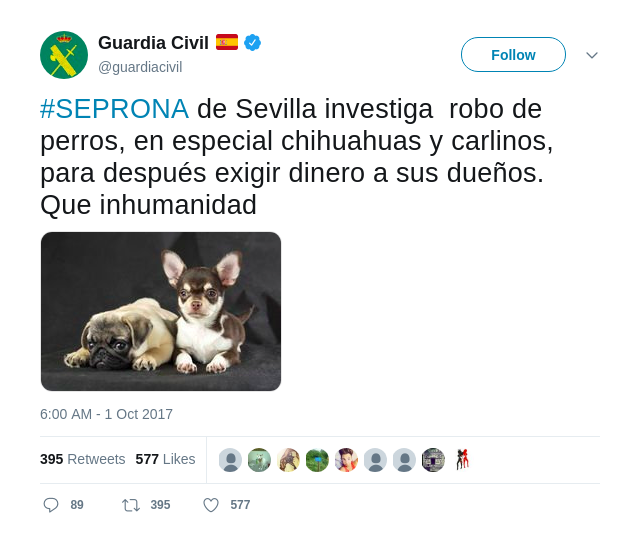 Guardia Civil
@guardiacivil
Follow
#SEPRONA de Sevilla investiga  robo de
perros, en especial chihuahuas y carlinos,
para después exigir dinero a sus dueños.
Que inhumanidad
6:00 AM - 1 Oct 2017
395 Retweets 577 Likes
89 395 577